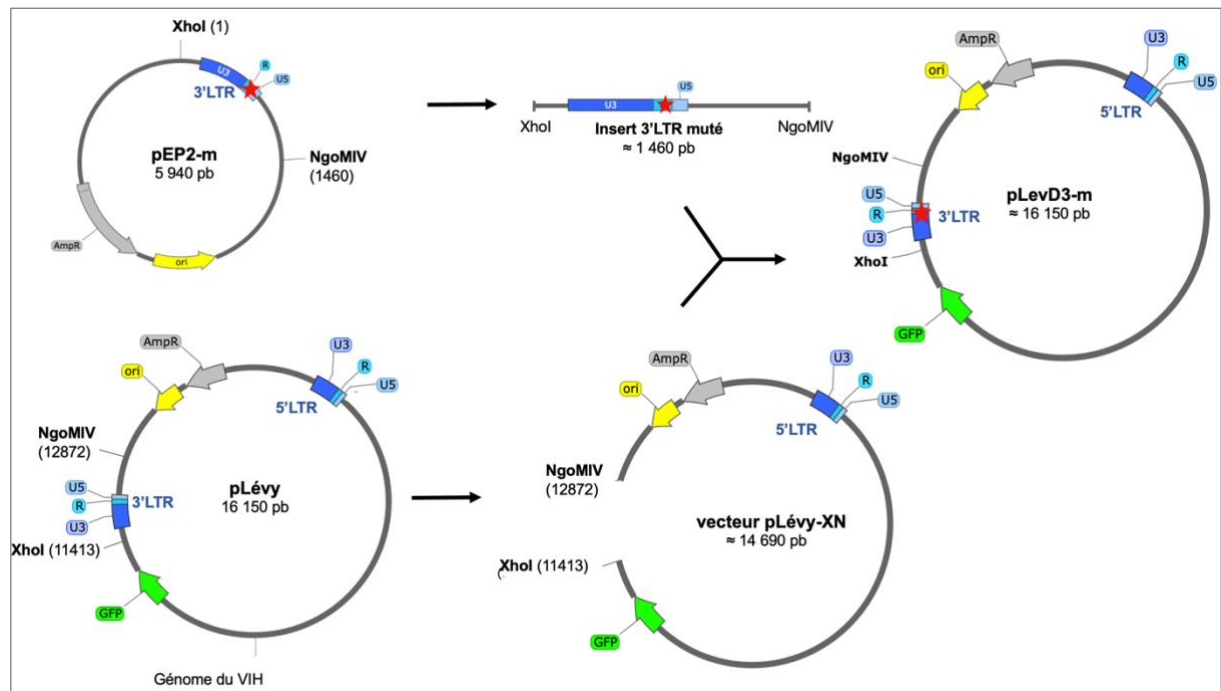 XhoI (1)
U3
R
U5
3'LTR
pEP2-m
5 940 pb
NgoMIV
(1460)
AmpR
ori
U3
U5
XhoI
NgoMIV
Insert 3'LTR muté
≈ 1 460 pb
AmpR
ori
U3
R
U5
5'LTR
NgoMIV
U5
R
3'LTR
U3
XhoI
pLevD3-m
≈ 16 150 pb
GFP
AmpR
ori
U3
R
U5
5'LTR
NgoMIV
(12872)
U5
R
3'LTR
U3
XhoI (11413)
pLévy
16 150 pb
GFP
Génome du VIH
AmpR
ori
U3
R
U5
5'LTR
NgoMIV
(12872)
XhoI (11413)
vecteur pLévy-XN
≈ 14 690 pb
GFP